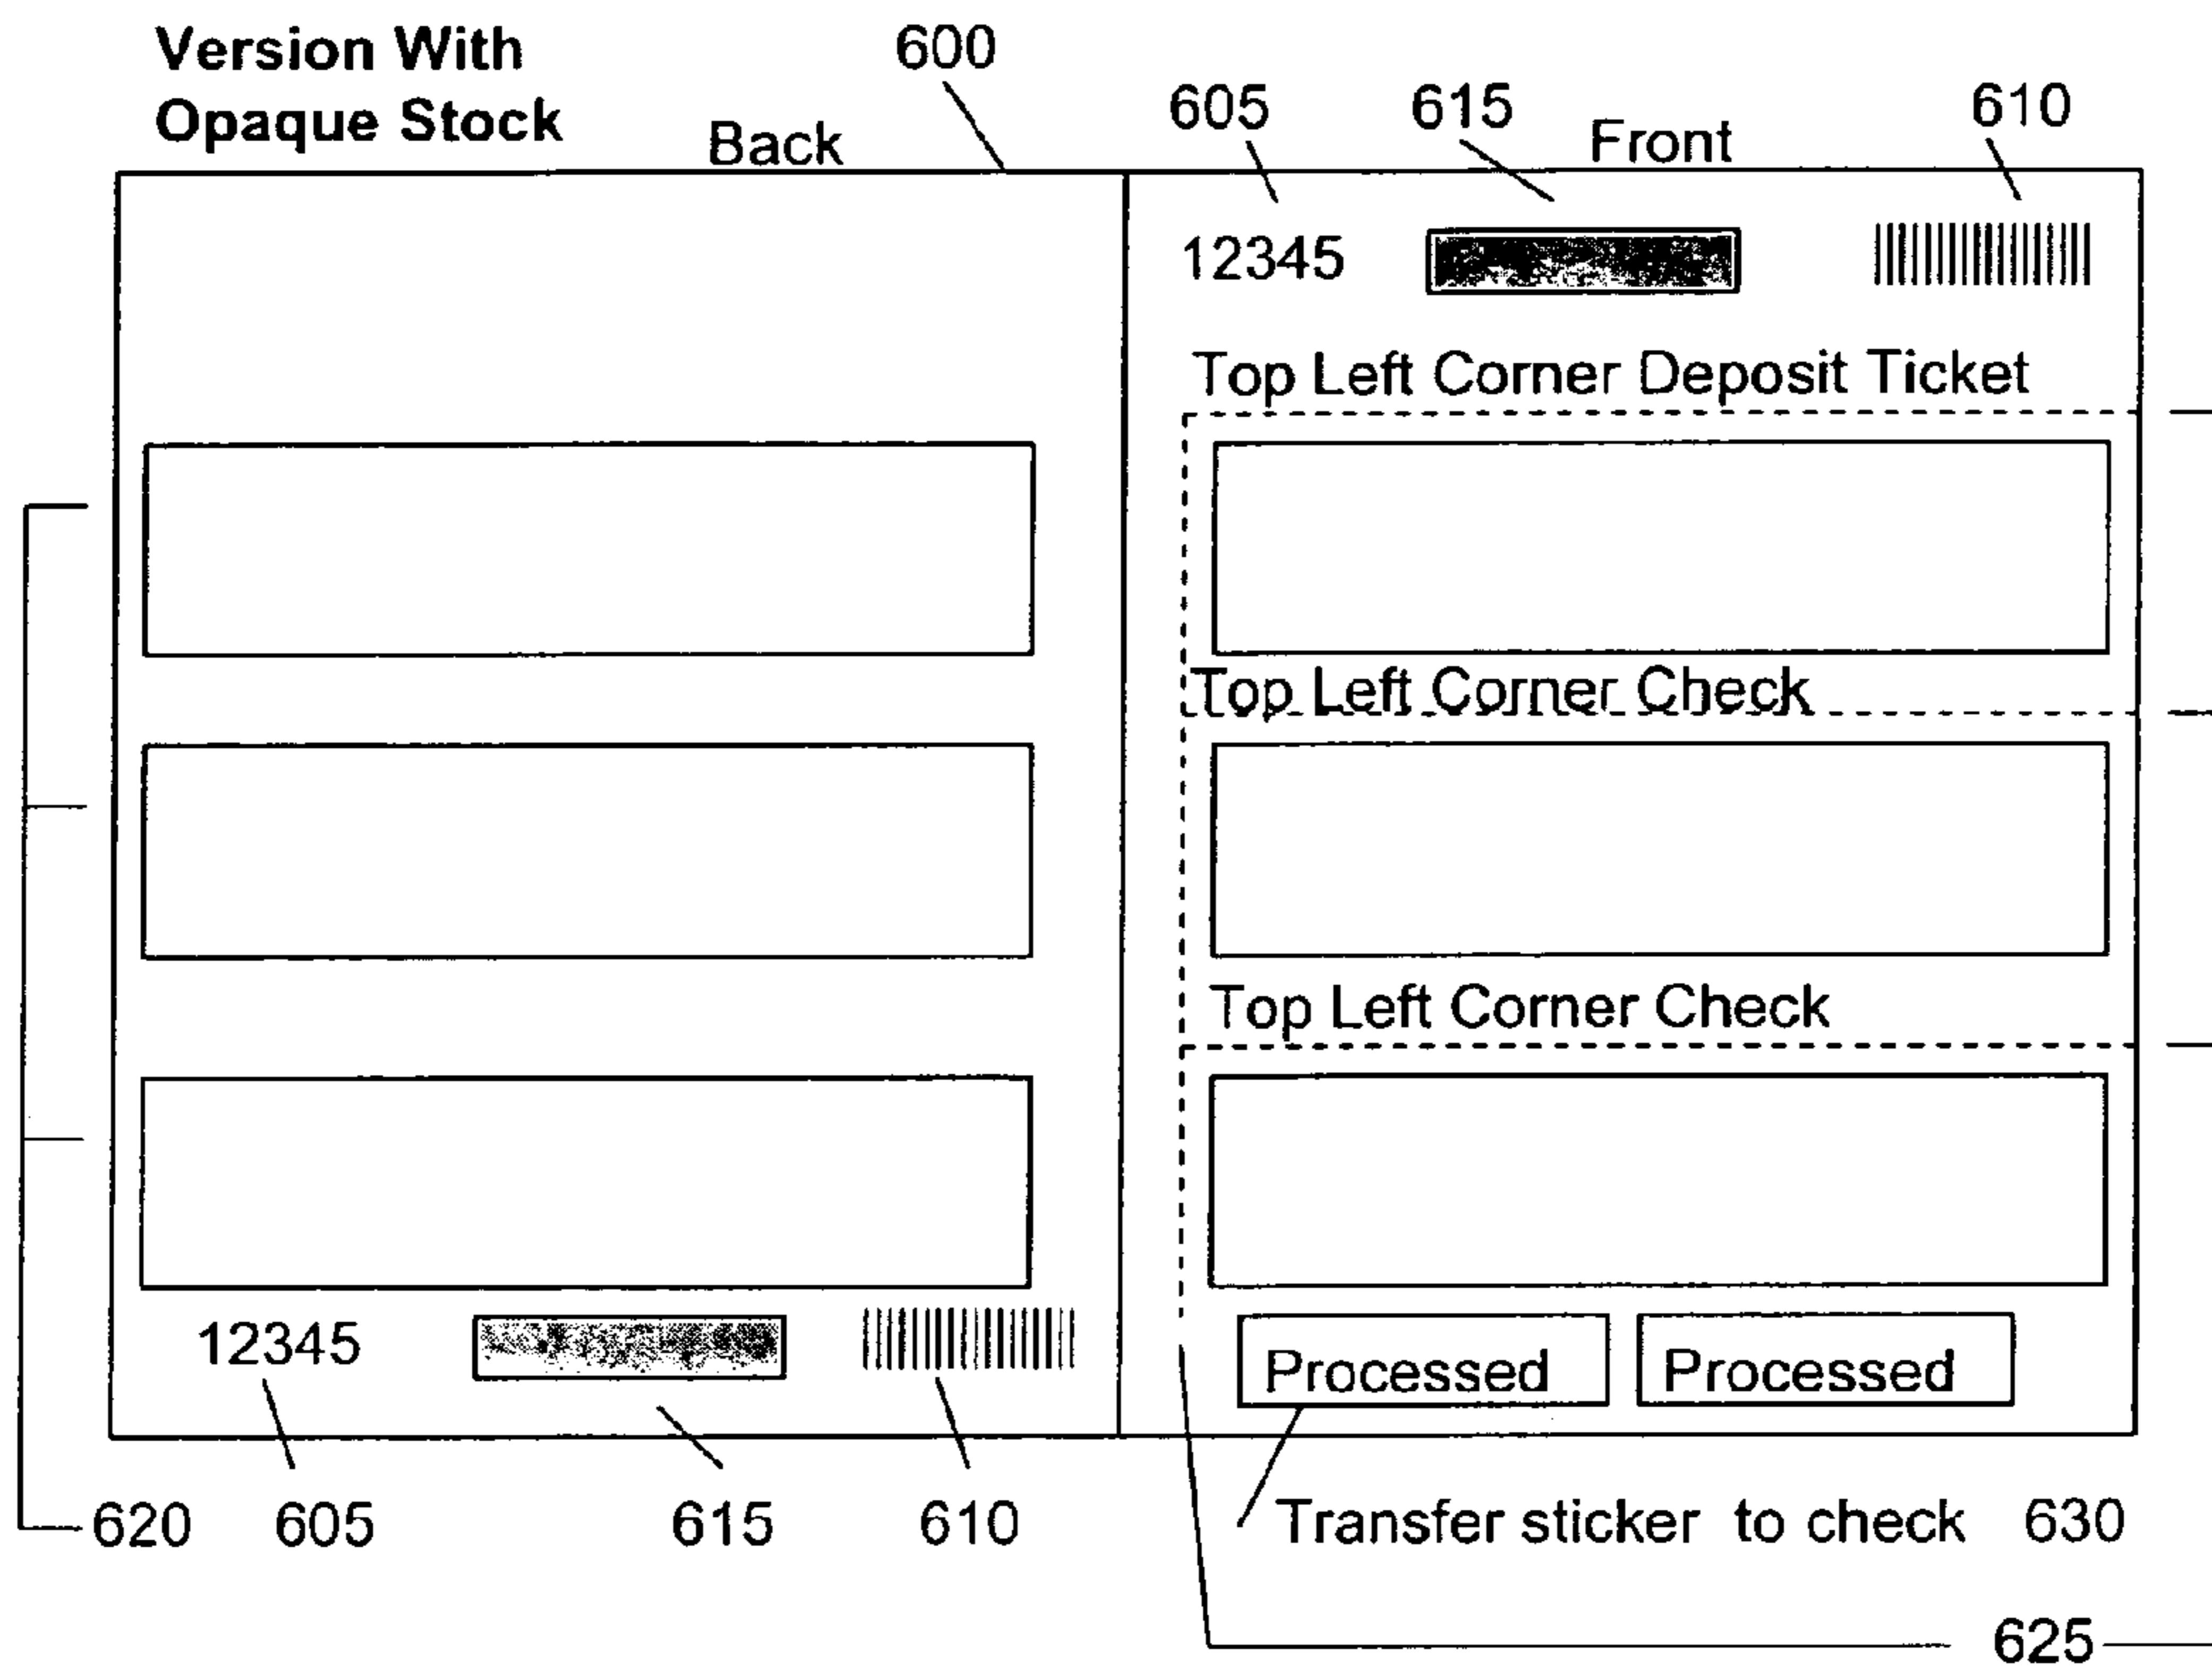 Version With
Opaque Stock
Back
600
605
615
Front
610
12345
Top Left Corner Deposit Ticket
Top Left Corner Check
Top Left Corner Check
12345
Processed
Processed
620
605
615
610
Transfer sticker to check
630
625